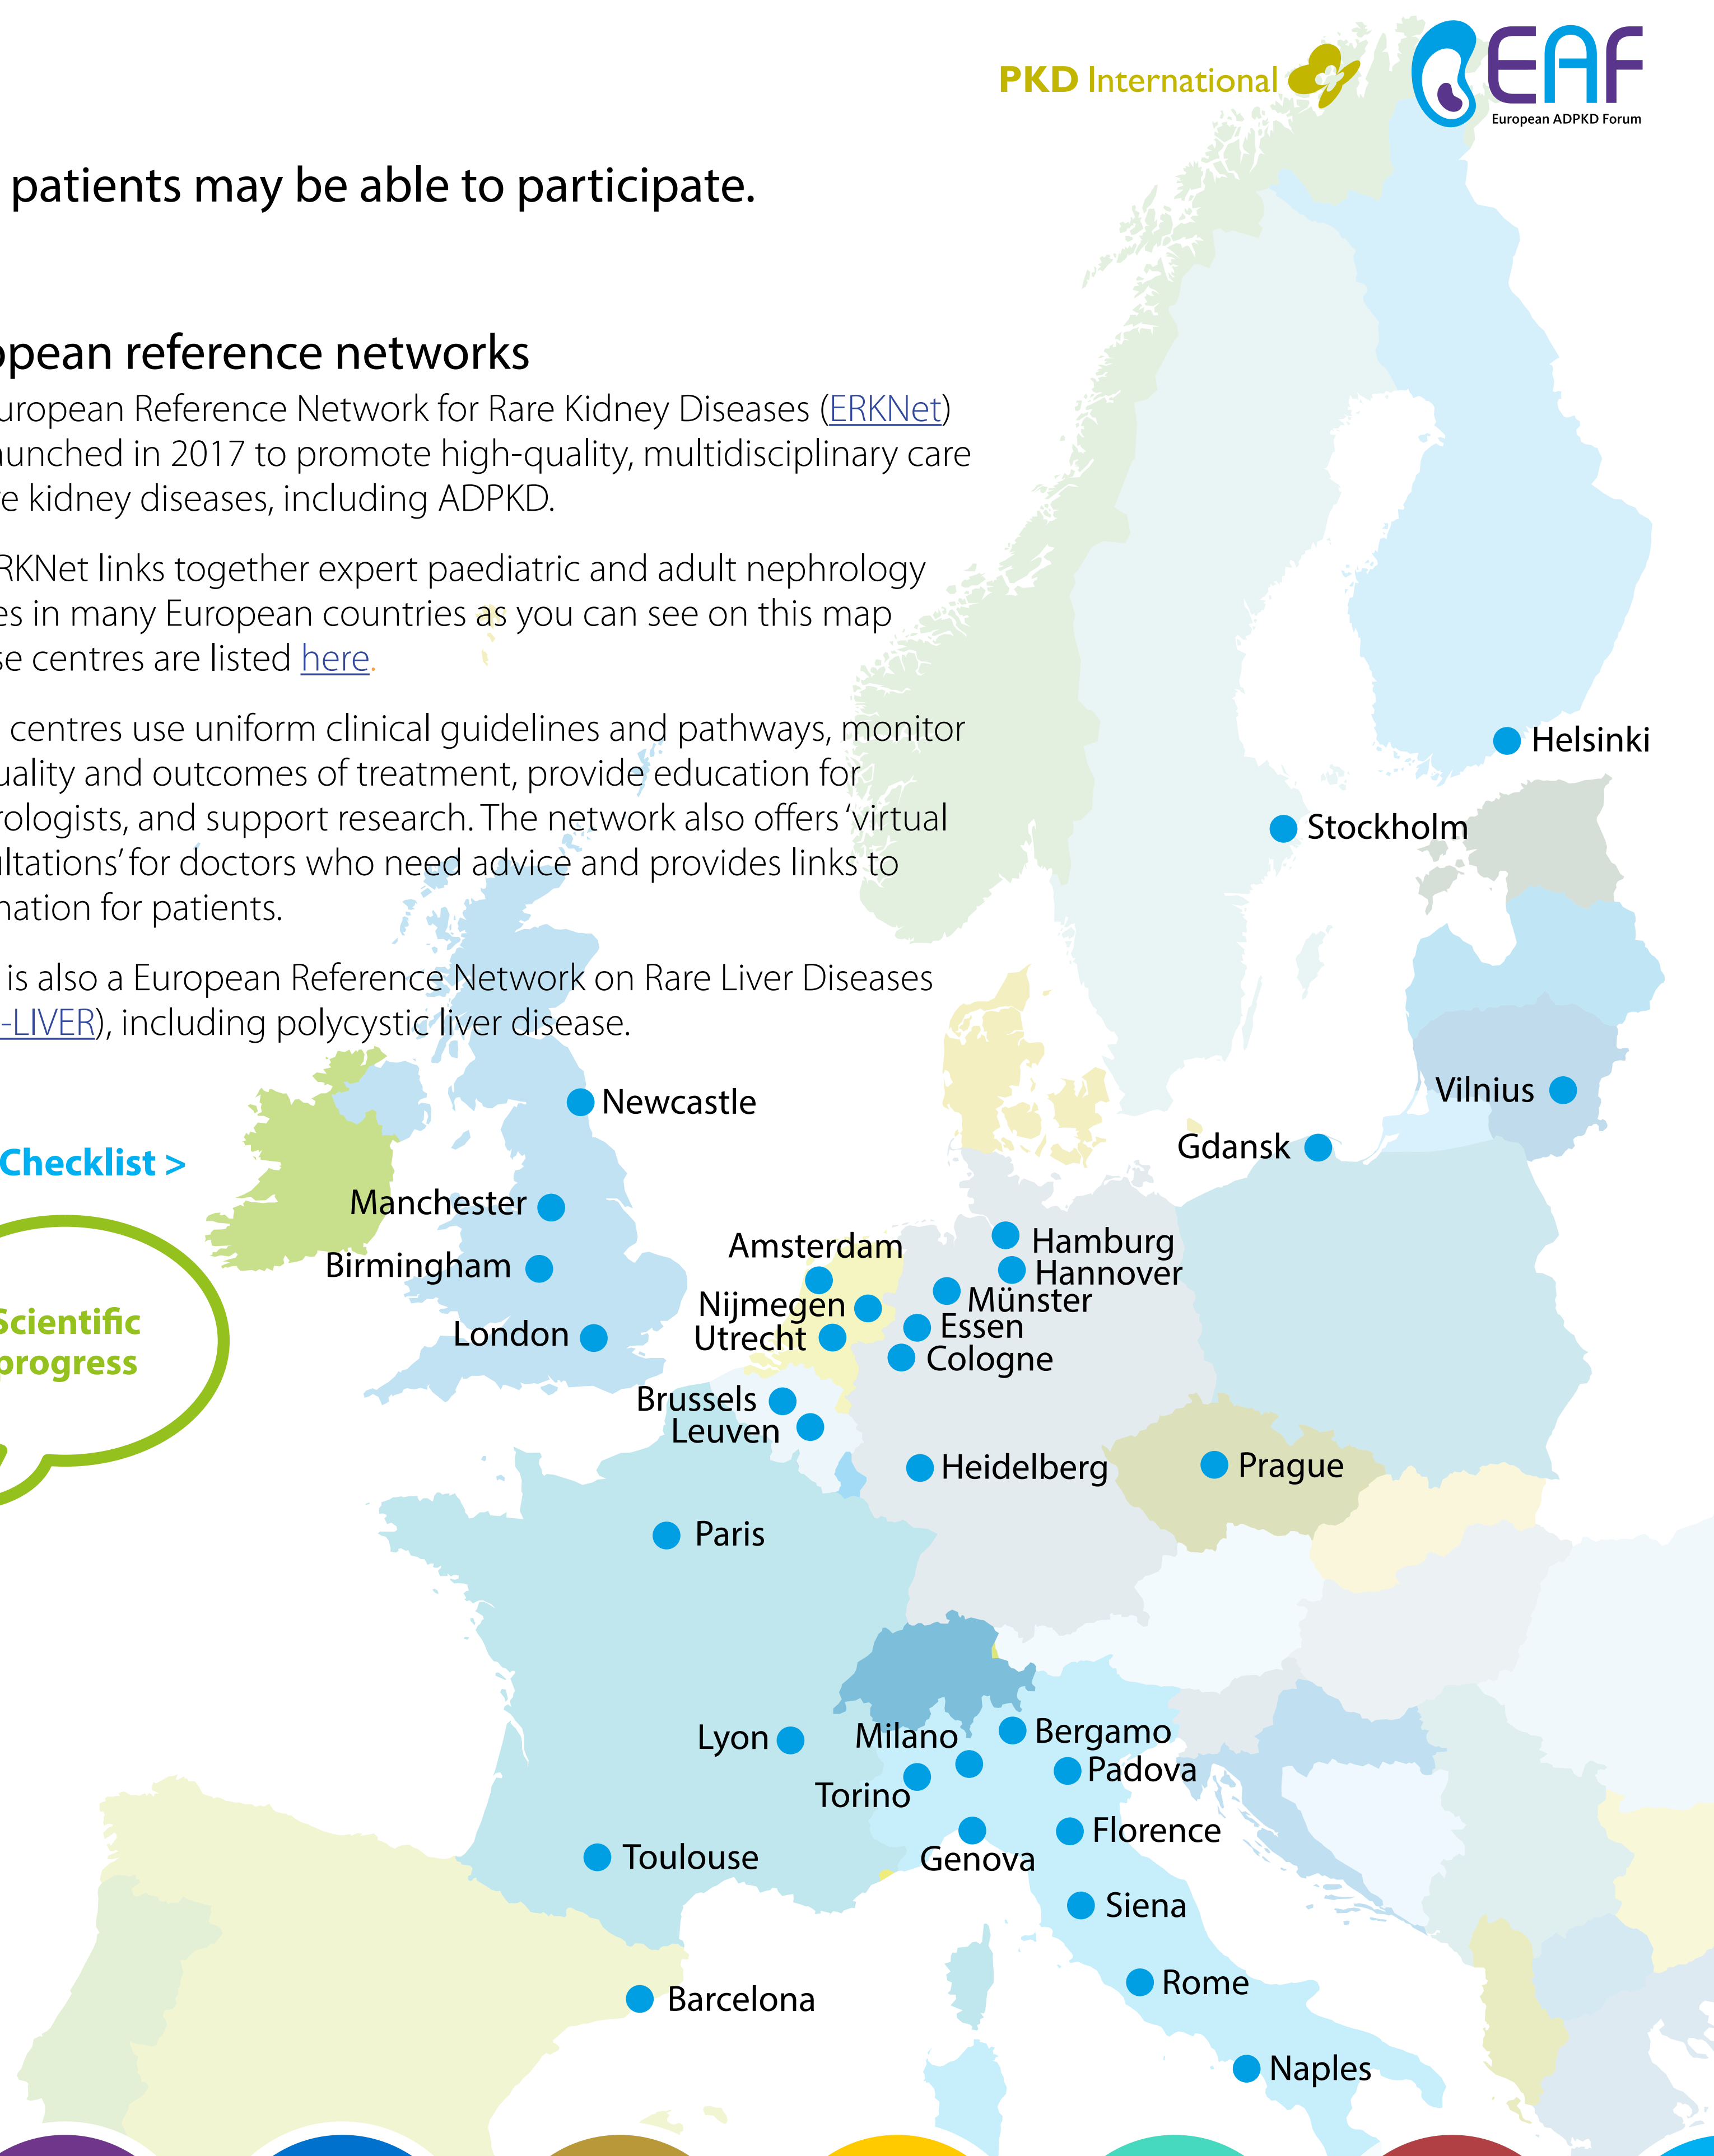 PKD International
EAF
European ADPKD Forum
patients may be able to participate.
opean reference networks
uropean Reference Network for Rare Kidney Diseases (ERKNet)
aunched in 2017 to promote high-quality, multidisciplinary care
e kidney diseases, including ADPKD.
RKNet links together expert paediatric and adult nephrology
es in many European countries as you can see on this map
se centres are listed here.
centres use uniform clinical guidelines and pathways, monitor
uality and outcomes of treatment, provide education for
rologists, and support research. The network also offers ‘virtual
ultations’ for doctors who need advice and provides links to
mation for patients.
is also a European Reference Network on Rare Liver Diseases
-LIVER), including polycystic liver disease.
Checklist >
Scientific
progress
Helsinki
Stockholm
Vilnius
Gdansk
Newcastle
Manchester
Birmingham
London
Amsterdam
Nijmegen
Utrecht
Hamburg
Hannover
Münster
Essen
Cologne
Brussels
Leuven
Heidelberg
Prague
Paris
Lyon
Milano
Bergamo
Padova
Torino
Genova
Florence
Toulouse
Siena
Barcelona
Rome
Naples